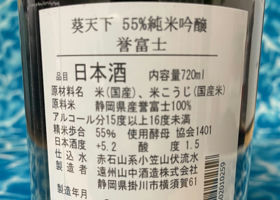 葵天下 55%純米吟醸
誉富士
品目 日本酒 内容量720ml
原材料名 米(国産)、米こうじ(国産米)
原料米 静岡県産誉富士100%
アルコール分15度以上16度未満
精米歩合 55% 使用酵母 協会1401
日本酒度 +5.2 酸度 1.5
仕込水 赤石山系小笠山伏流水
製造者 遠州山中酒造株式会社
静岡県掛川市横須賀61
製造年月